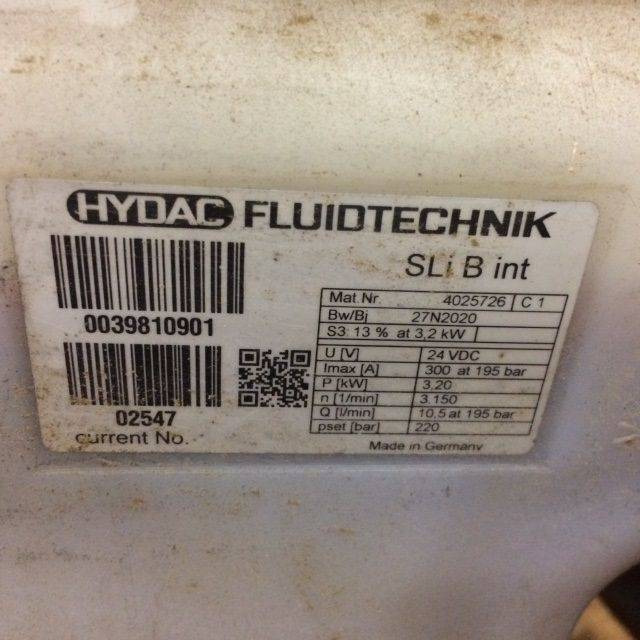 HYDAC FLUIDTECHNIK
SLi B int
0039810901
02547
current No.
Mat.Nr. 4025726 C 1
Bw/Bj 27N2020
S3: 13 % at 3,2 kW
U [V] 24 VDC
Imax [A] 300 at 195 bar
P [kW] 3,20
n [1/min] 3.150
Q [l/min] 10,5 at 195 bar
pset [bar] 220
Made in Germany